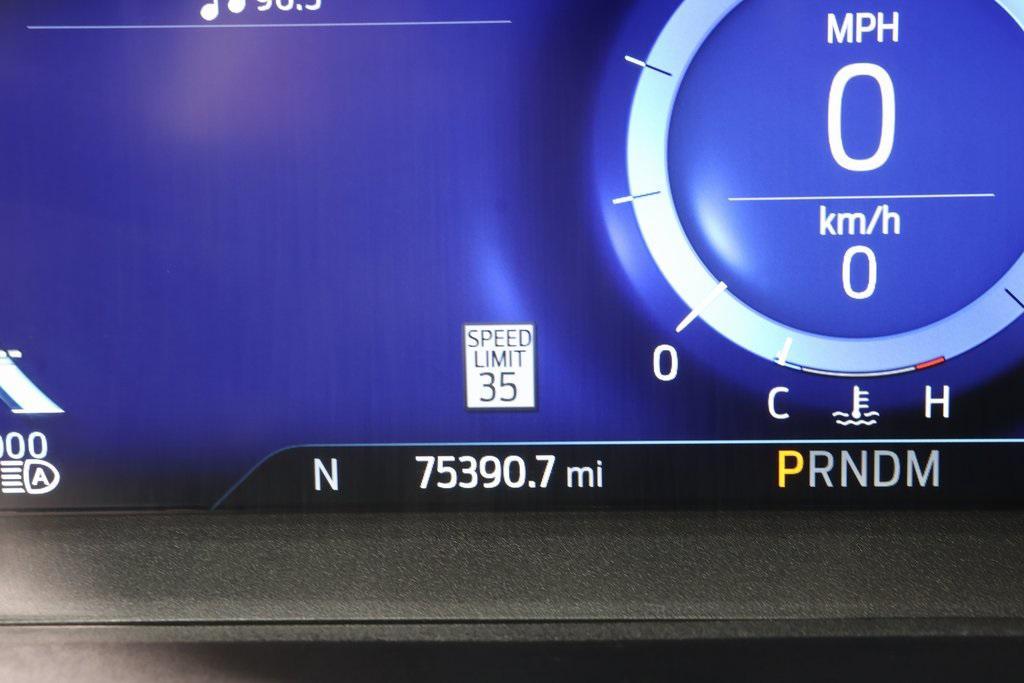 MPH
0
km/h
0
SPEED
LIMIT
35
0
C H
N 75390.7 mi PRNDM
A